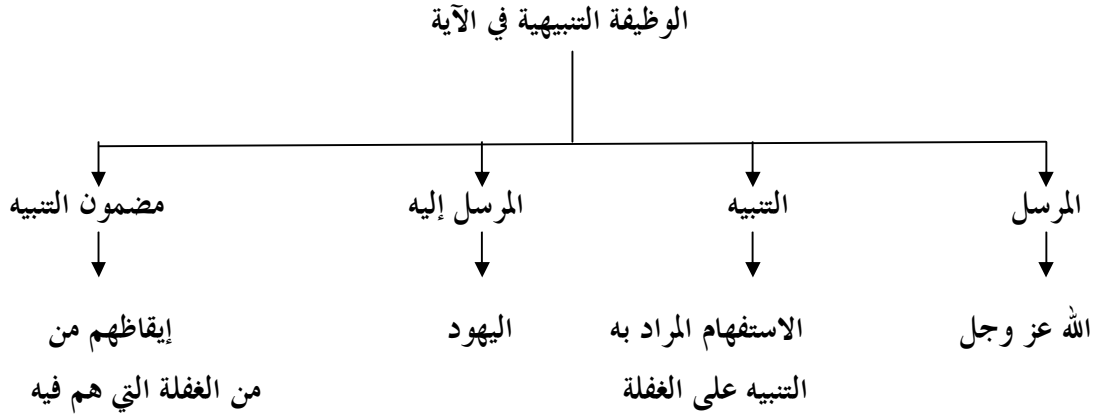 الوظيفة التنبيهية في الآية
المرسل
التنبيه
المرسل إليه
مضمون التنبيه
الله عز وجل
الاستفهام المراد به
التنبيه على الغفلة
اليهود
إيقاظهم من
من الغفلة التي هم فيه